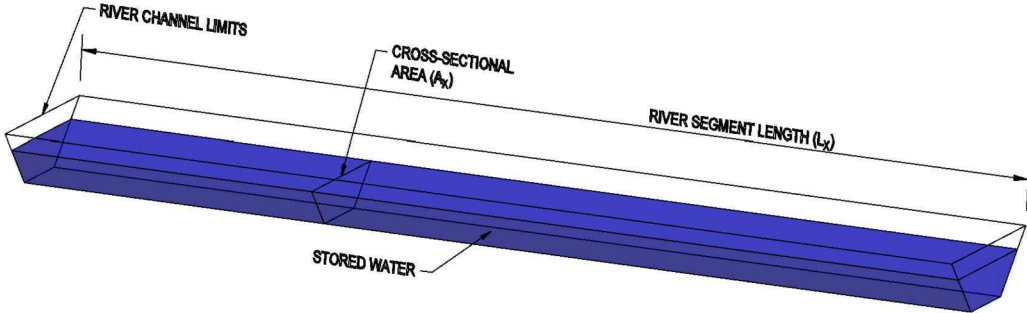 RIVER CHANNEL LIMITS
CROSS-SECTIONAL
AREA (Aₓ)
RIVER SEGMENT LENGTH (Lₓ)
STORED WATER